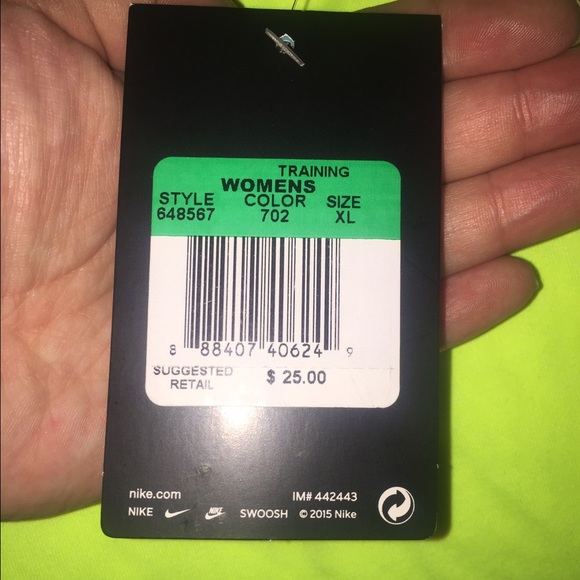 TRAINING
WOMENS
STYLE COLOR SIZE
648567 702 XL
8 88407 40624 9
SUGGESTED RETAIL $ 25.00
nike.com IM# 442443
NIKE NIKE SWOOSH © 2015 Nike